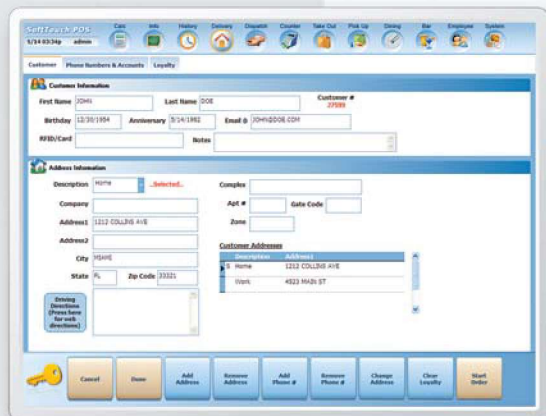 SoftTouch POS
5/14 03:34p admin
Calc Info History Delivery Dispatch Counter Take Out Pick Up Dining Bar Employee System
Customer Phone Numbers & Accounts Loyalty
Customer Information
First Name JOHN Last Name DOE Customer #
27593
Birthday 12/30/1954 Anniversary 5/14/1982 Email @ JOHN@DOE.COM
RFID/Card Notes
Address Information
Description Home ..Selected.. Complex
Company Apt # Gate Code
Address1 1212 COLLINS AVE Zone
Address2 Customer Addresses
Description Address1
City MIAMI S Home 1212 COLLINS AVE
State FL Zip Code 33321 Work 4523 MAIN ST
Driving
Directions
(Press here
for web
directions)
Cancel Done Add Address Remove Address Add Phone # Remove Phone # Change Address Clear Loyalty Start Order